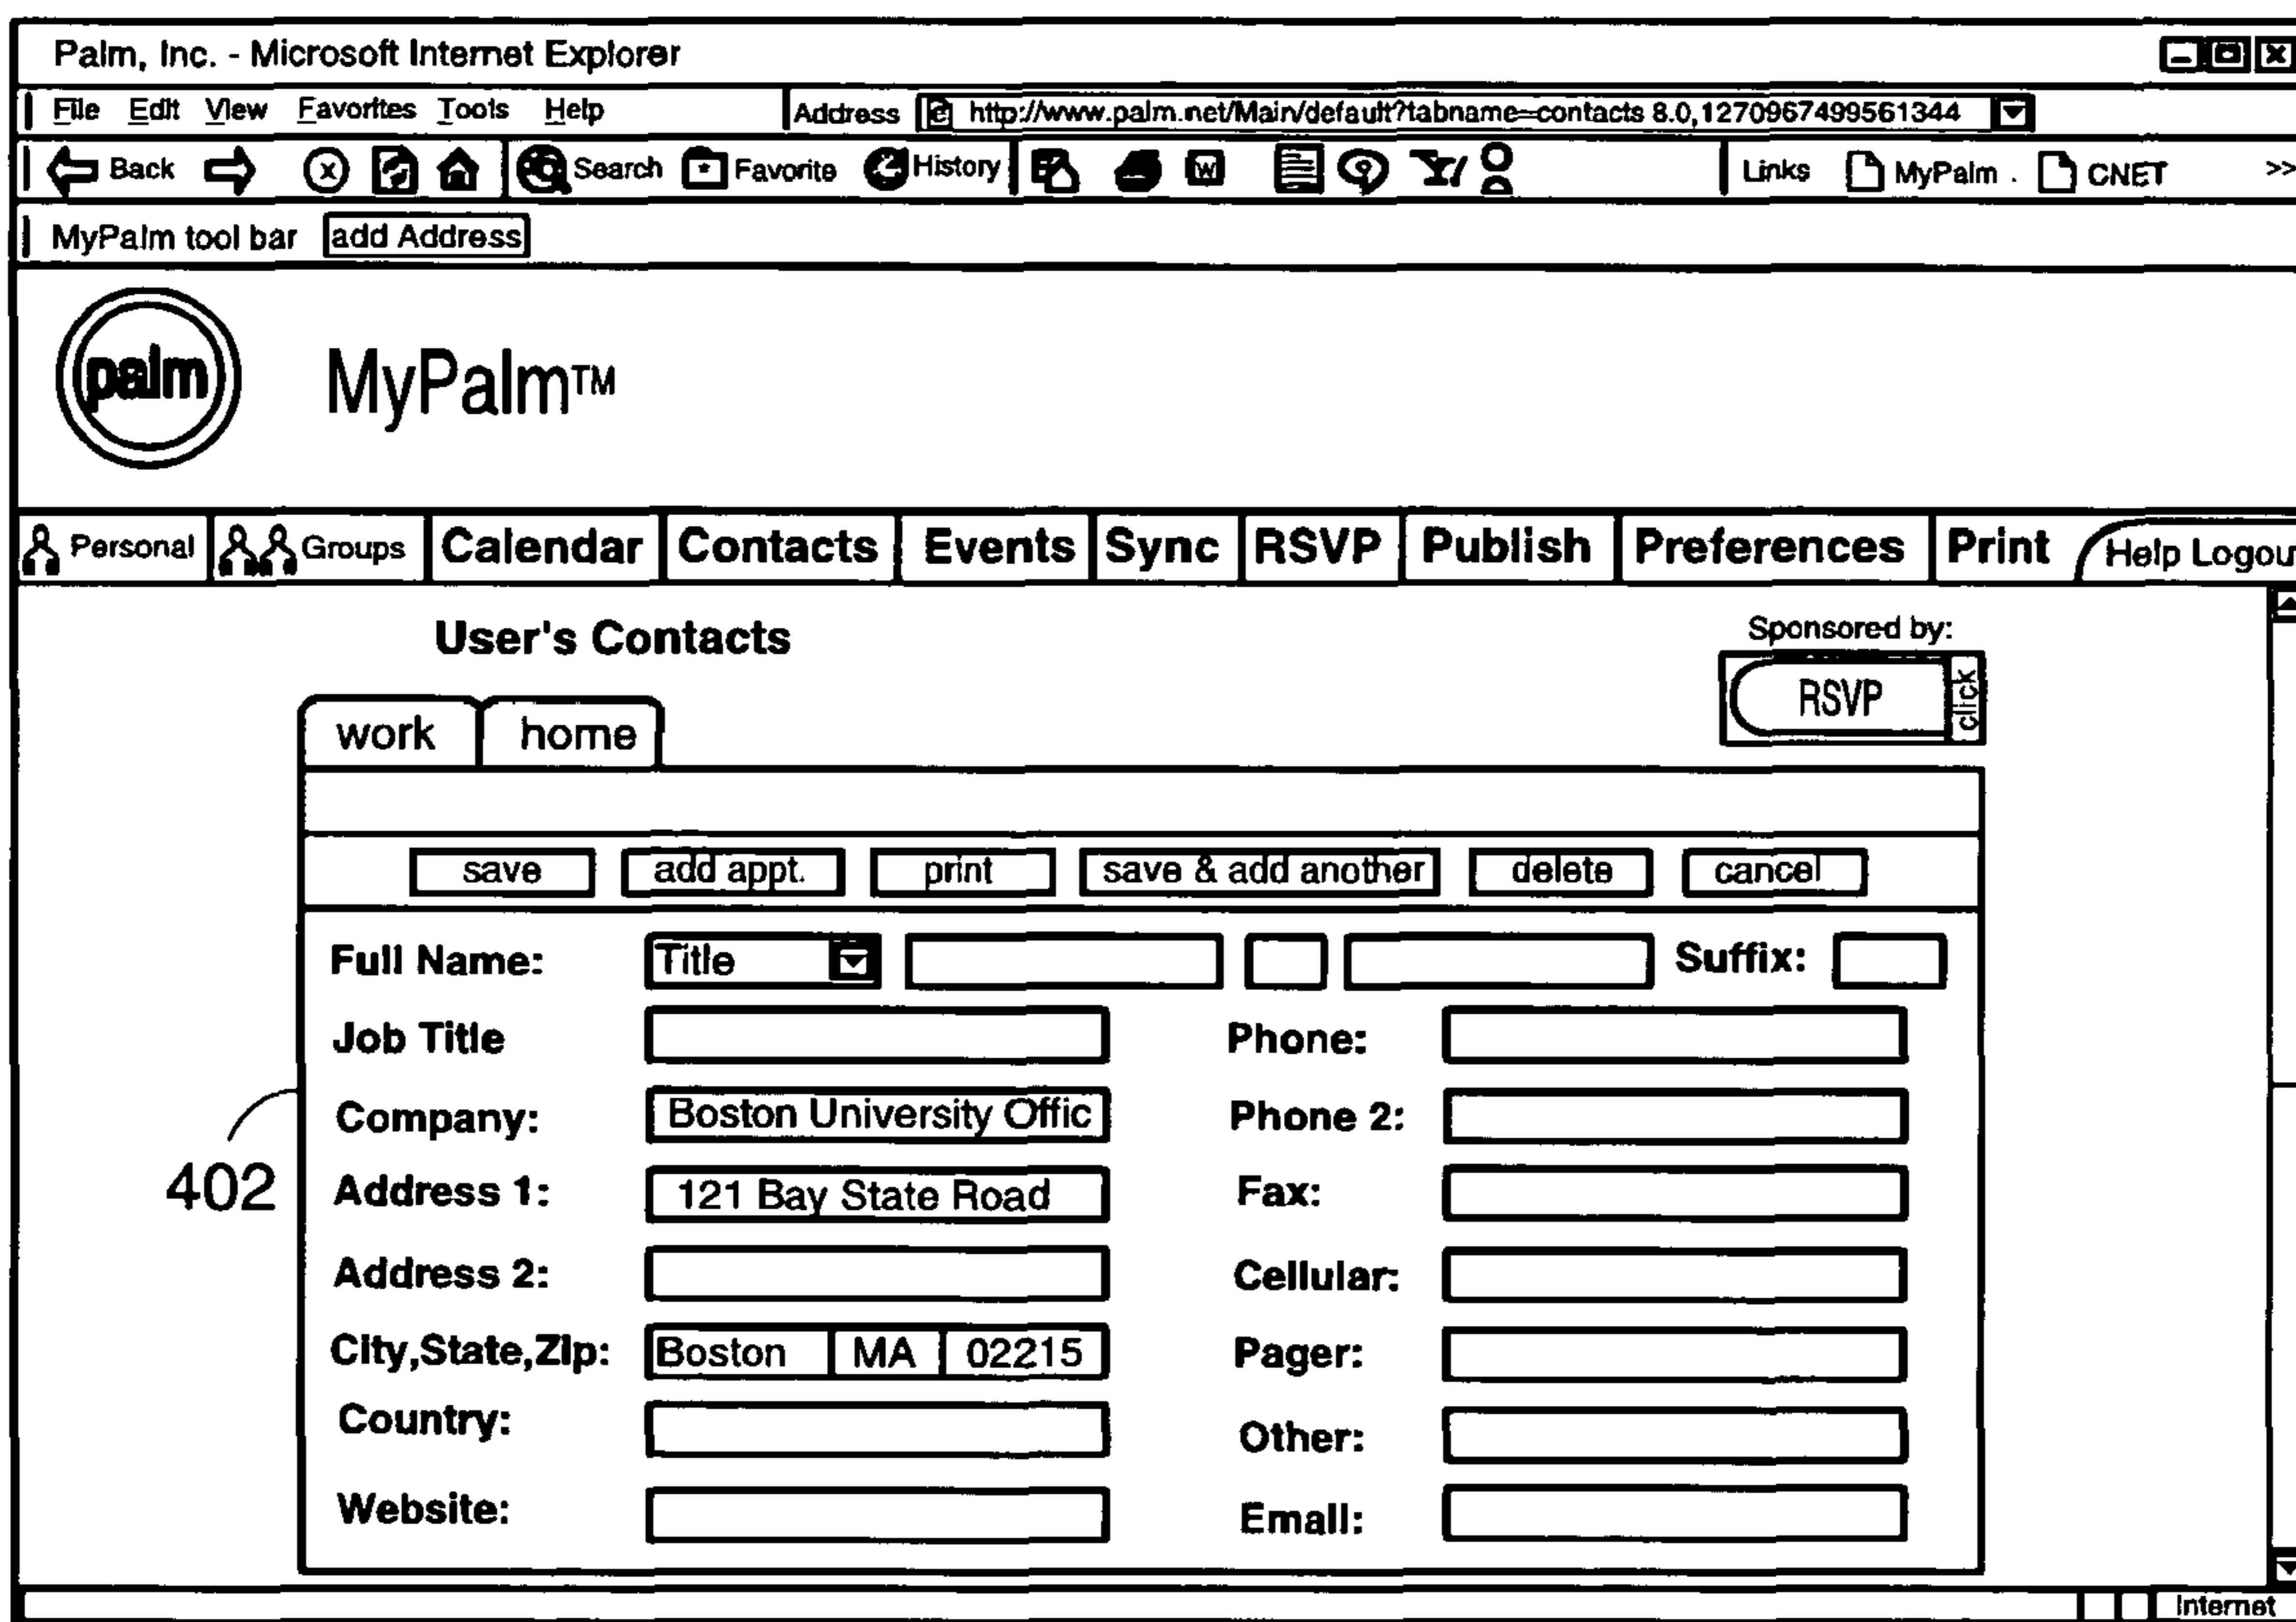 Palm, Inc. - Microsoft Internet Explorer
File Edit View Favorites Tools Help Address http://www.palm.net/Main/default?tabname=contacts 8.0,1270967499561344
Back Search Favorite History W Y! Links MyPalm . CNET >>
MyPalm tool bar add Address
palm MyPalm™
Personal Groups Calendar Contacts Events Sync RSVP Publish Preferences Print Help Logou
User's Contacts Sponsored by:
RSVP click
work home
save add appt. print save & add another delete cancel
Full Name: Title Suffix:
Job Title Phone:
Company: Boston University Offic Phone 2:
402 Address 1: 121 Bay State Road Fax:
Address 2: Cellular:
City,State,Zip: Boston MA 02215 Pager:
Country: Other:
Website: Email:
Internet